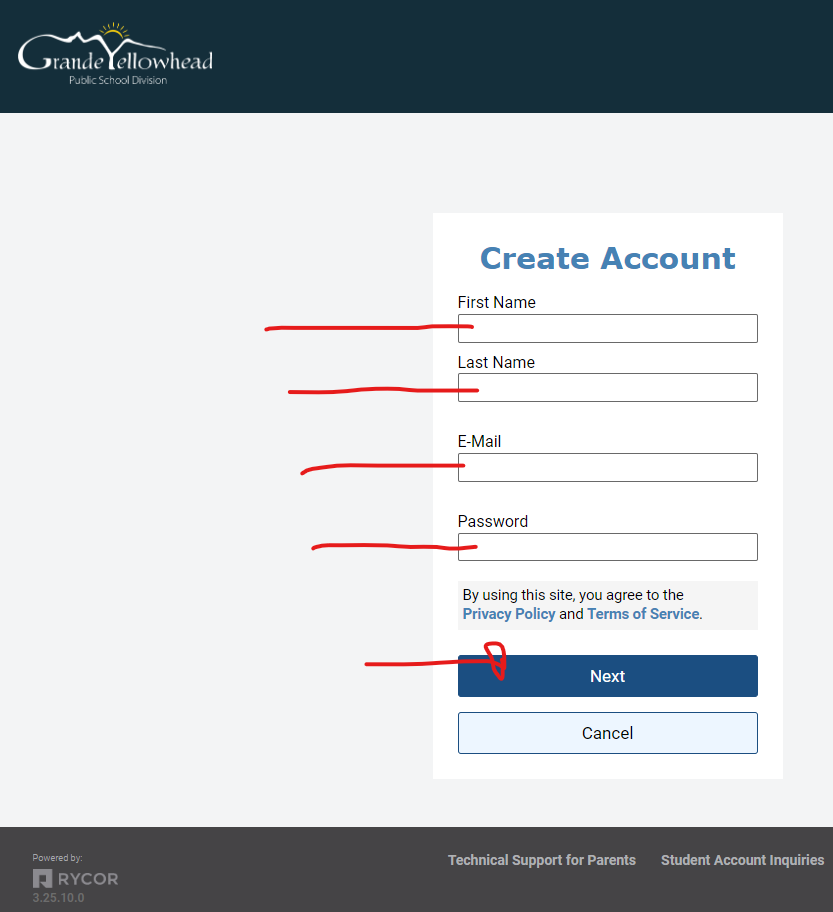 Grande Yellowhead
Public School Division
Create Account
First Name
Last Name
E-Mail
Password
By using this site, you agree to the
Privacy Policy and Terms of Service.
Next
Cancel
Powered by:
RYCOR
3.25.10.0
Technical Support for Parents
Student Account Inquiries